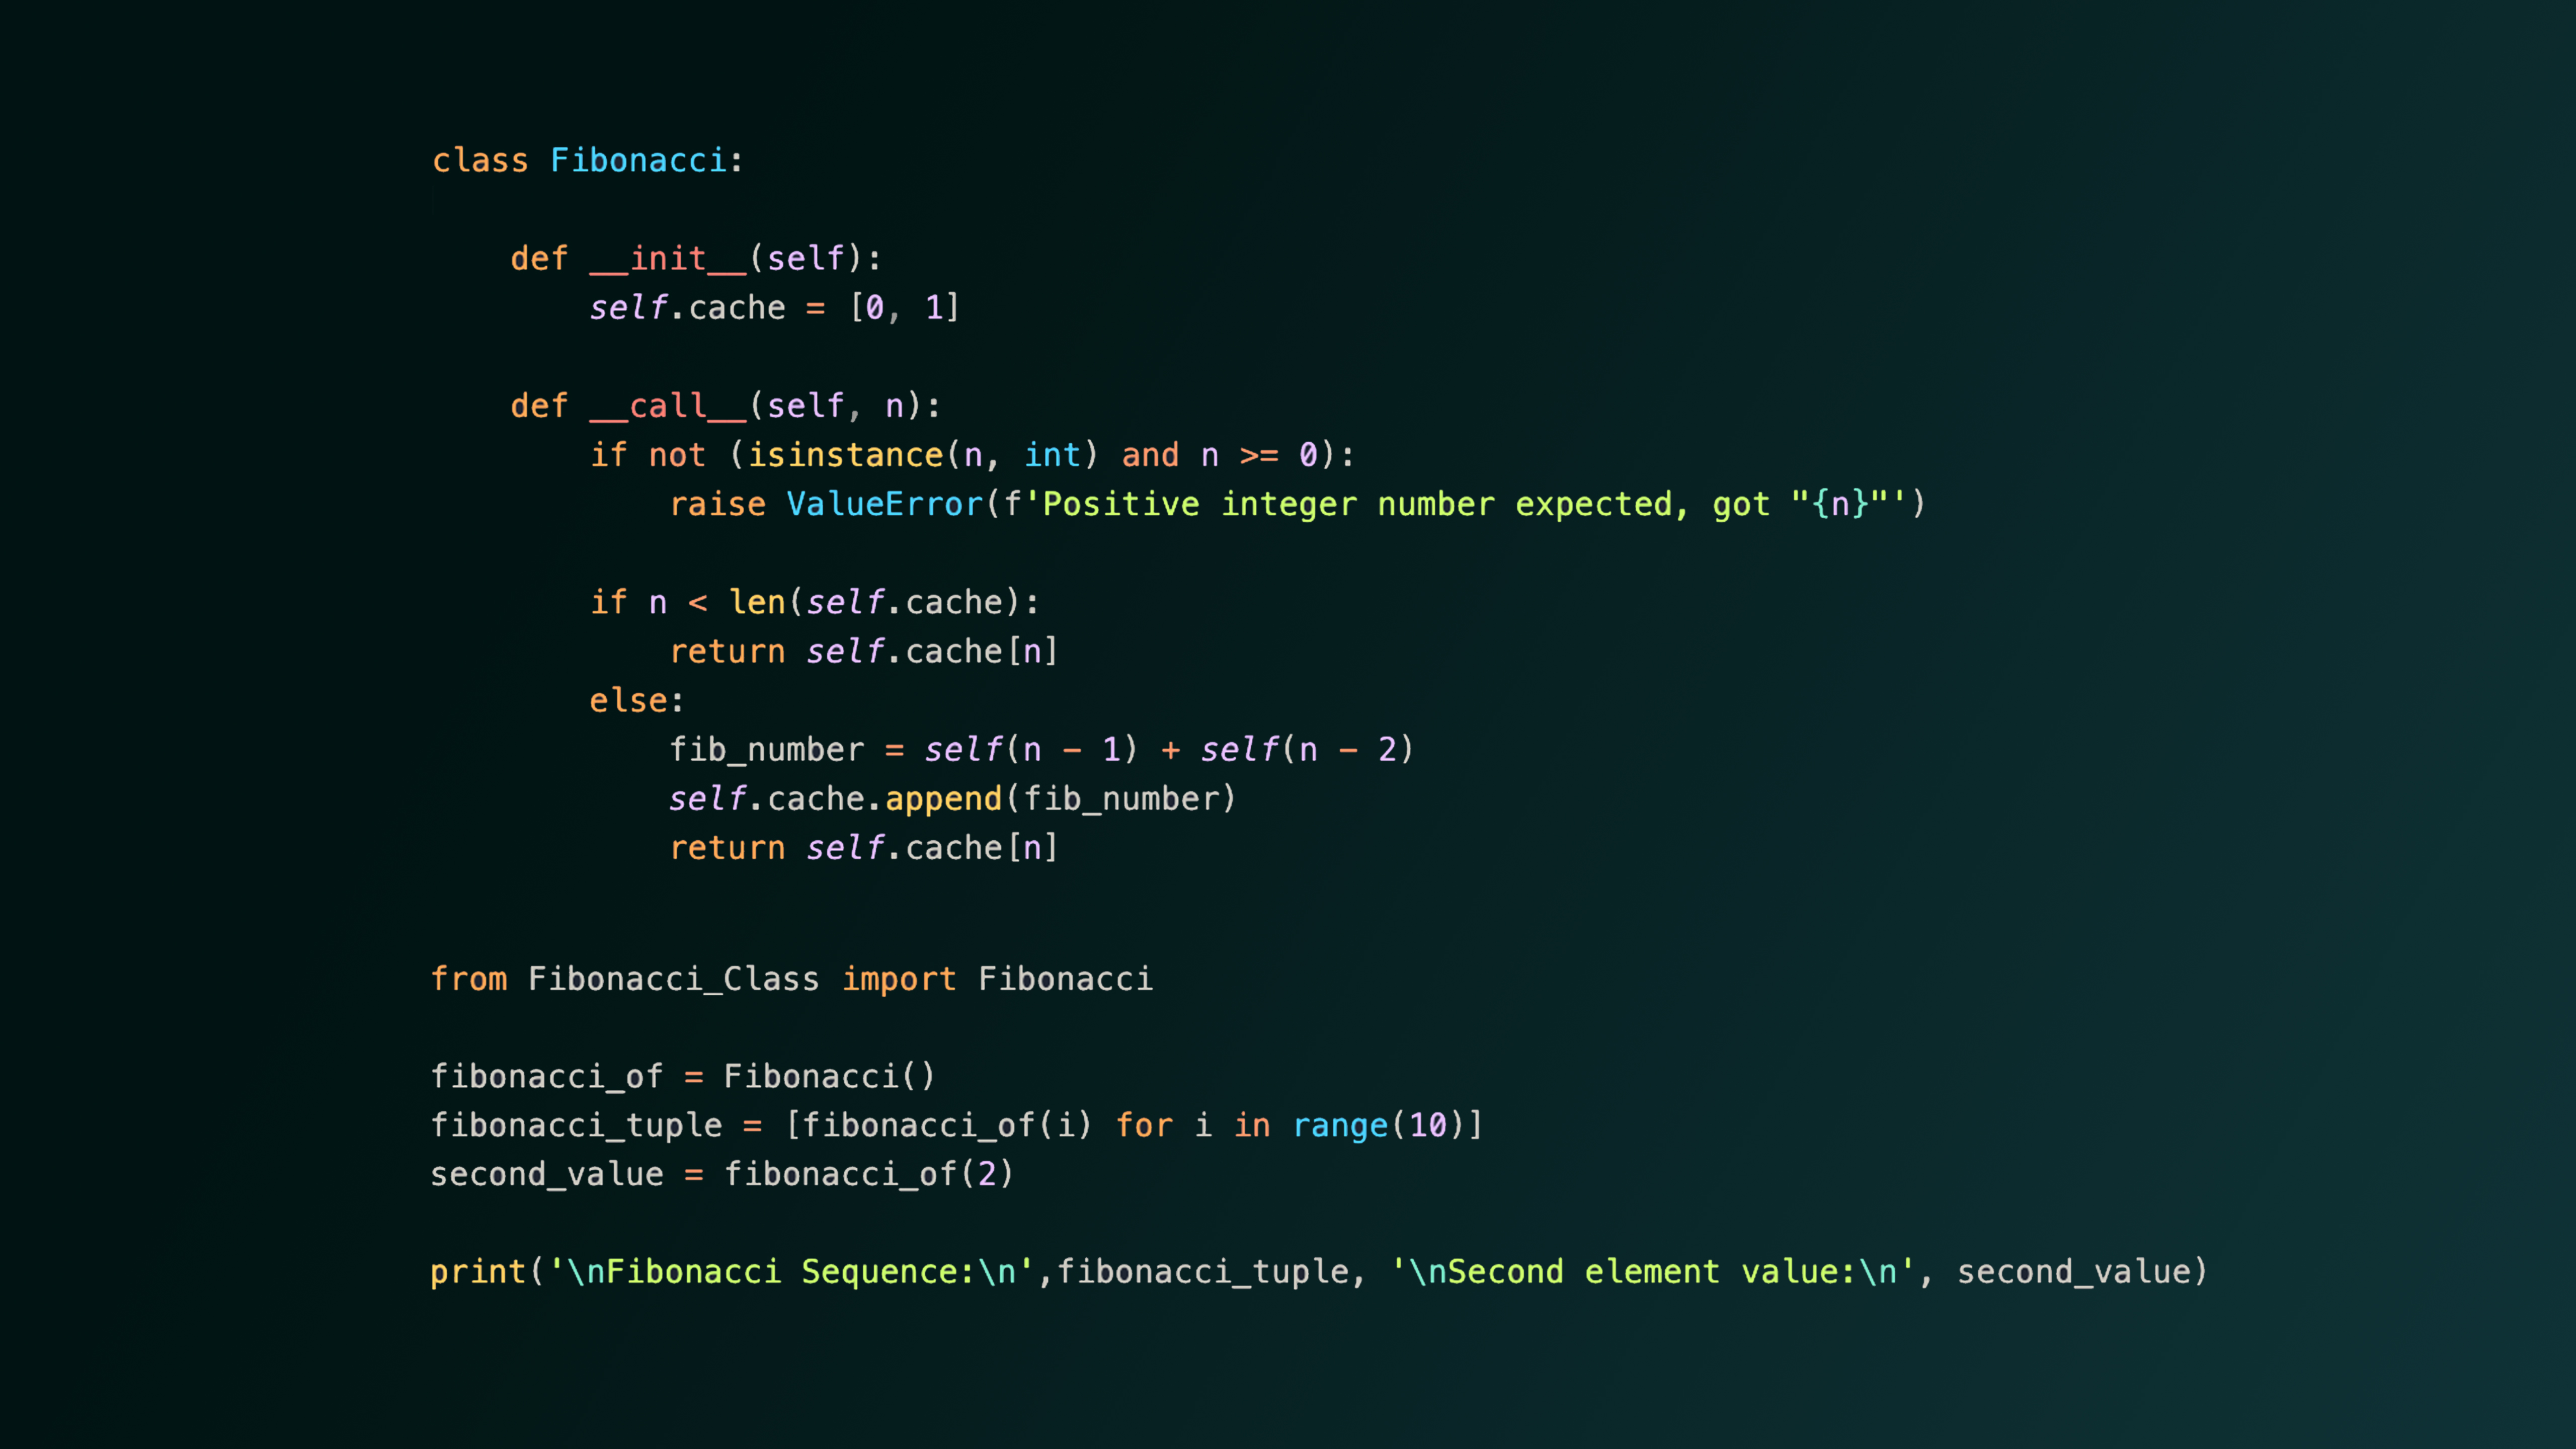 class Fibonacci:
    def __init__(self):
        self.cache = [0, 1]
    def __call__(self, n):
        if not (isinstance(n, int) and n >= 0):
            raise ValueError(f'Positive integer number expected, got "{n}"')
        if n < len(self.cache):
            return self.cache[n]
        else:
            fib_number = self(n - 1) + self(n - 2)
            self.cache.append(fib_number)
            return self.cache[n]
from Fibonacci_Class import Fibonacci
fibonacci_of = Fibonacci()
fibonacci_tuple = [fibonacci_of(i) for i in range(10)]
second_value = fibonacci_of(2)
print('\nFibonacci Sequence:\n',fibonacci_tuple, '\nSecond element value:\n', second_value)